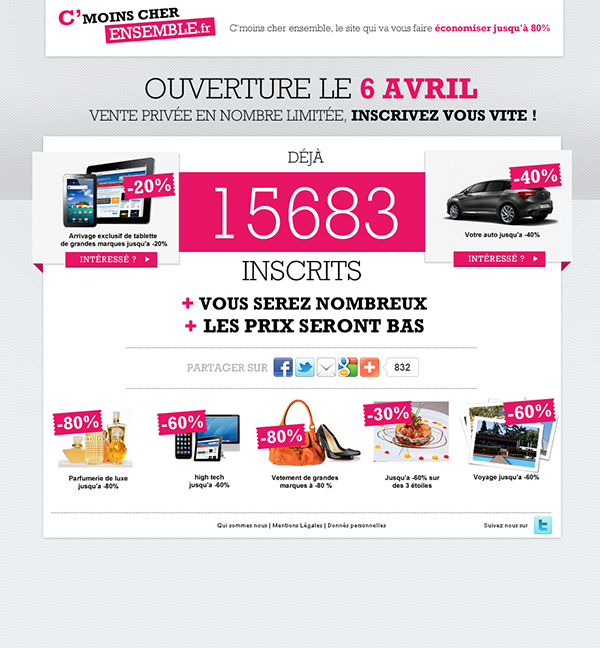 C'MOINS CHER
ENSEMBLE.fr
C'moins cher ensemble, le site qui va vous faire économiser jusqu'à 80%
OUVERTURE LE 6 AVRIL
VENTE PRIVÉE EN NOMBRE LIMITÉE, INSCRIVEZ VOUS VITE !
DÉJÀ
15683
INSCRITS
-20%
Arrivage exclusif de tablette
de grandes marques jusqu'a -20%
INTÉRESSÉ ?
-40%
Votre auto jusqu'a -40%
INTÉRESSÉ ?
+ VOUS SEREZ NOMBREUX
+ LES PRIX SERONT BAS
PARTAGER SUR
832
-80%
Parfumerie de luxe
jusqu'a -80%
-60%
high tech
jusqu'a -60%
-80%
Vetement de grandes
marques à -80 %
-30%
Jusqu'a -60% sur
des 3 étoiles
-60%
Voyage jusqu'a -60%
Qui sommes nous | Mentions Légales | Donnés personnelles
Suivez nous sur